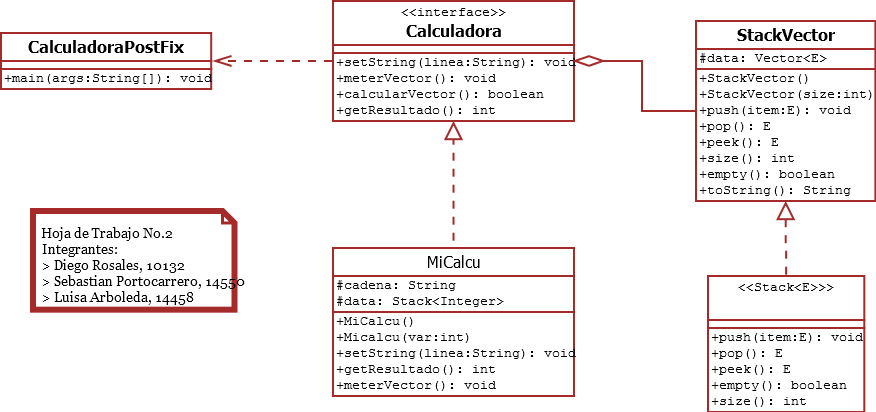 CalculadoraPostFix
+main(args:String[]): void
<<interface>>
Calculadora
+setString(linea:String): void
+meterVector(): void
+calcularVector(): boolean
+getResultado(): int
StackVector
#data: Vector<E>
+StackVector()
+StackVector(size:int)
+push(item:E): void
+pop(): E
+peek(): E
+size(): int
+empty(): boolean
+toString(): String
Hoja de Trabajo No.2
Integrantes:
> Diego Rosales, 10132
> Sebastian Portocarrero, 14550
> Luisa Arboleda, 14458
MiCalcu
#cadena: String
#data: Stack<Integer>
+MiCalcu()
+Micalcu(var:int)
+setString(linea:String): void
+getResultado(): int
+meterVector(): void
<<Stack<E>>>
+push(item:E): void
+pop(): E
+peek(): E
+empty(): boolean
+size(): int